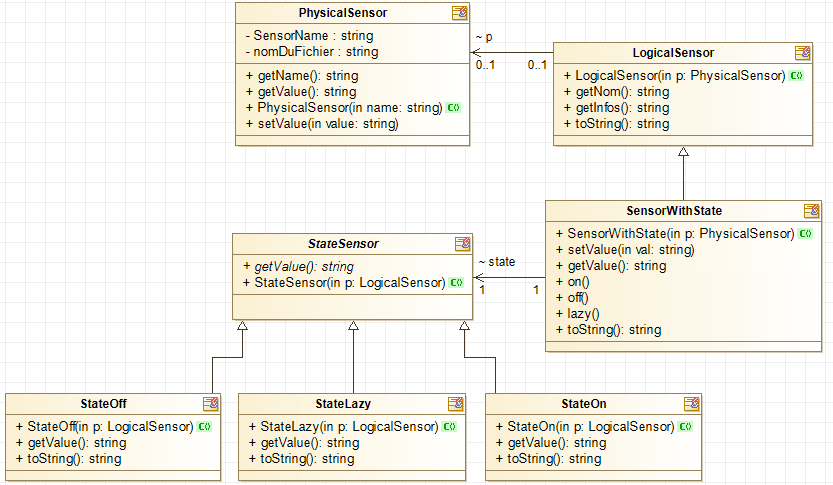 PhysicalSensor
- SensorName : string
- nomDuFichier : string
+ getName(): string
+ getValue(): string
+ PhysicalSensor(in name: string) C()
+ setValue(in value: string)
~ p
0..1
0..1
LogicalSensor
+ LogicalSensor(in p: PhysicalSensor) C()
+ getNom(): string
+ getInfos(): string
+ toString(): string
SensorWithState
+ SensorWithState(in p: PhysicalSensor) C()
+ setValue(in val: string)
+ getValue(): string
+ on()
+ off()
+ lazy()
+ toString(): string
~ state
1
1
StateSensor
+ getValue(): string
+ StateSensor(in p: LogicalSensor) C()
StateOff
+ StateOff(in p: LogicalSensor) C()
+ getValue(): string
+ toString(): string
StateLazy
+ StateLazy(in p: LogicalSensor) C()
+ getValue(): string
+ toString(): string
StateOn
+ StateOn(in p: LogicalSensor) C()
+ getValue(): string
+ toString(): string